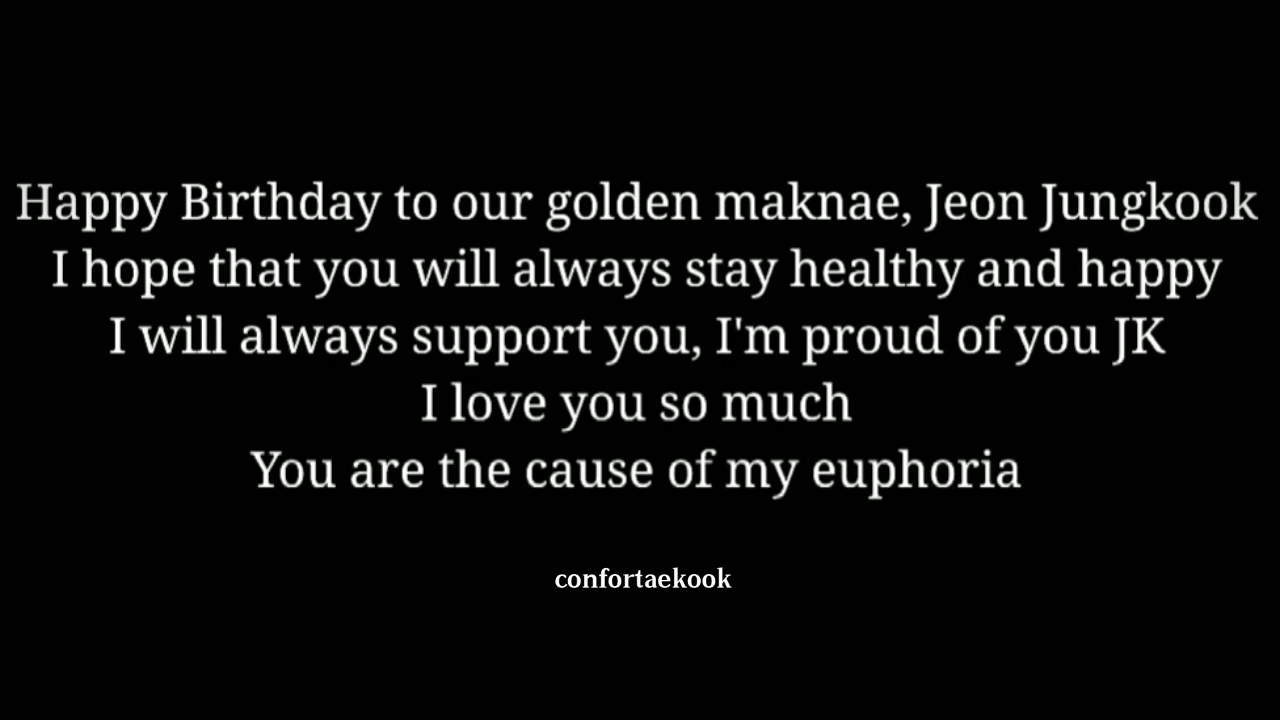 Happy Birthday to our golden maknae, Jeon Jungkook
I hope that you will always stay healthy and happy
I will always support you, I'm proud of you JK
I love you so much
You are the cause of my euphoria
confortaekook